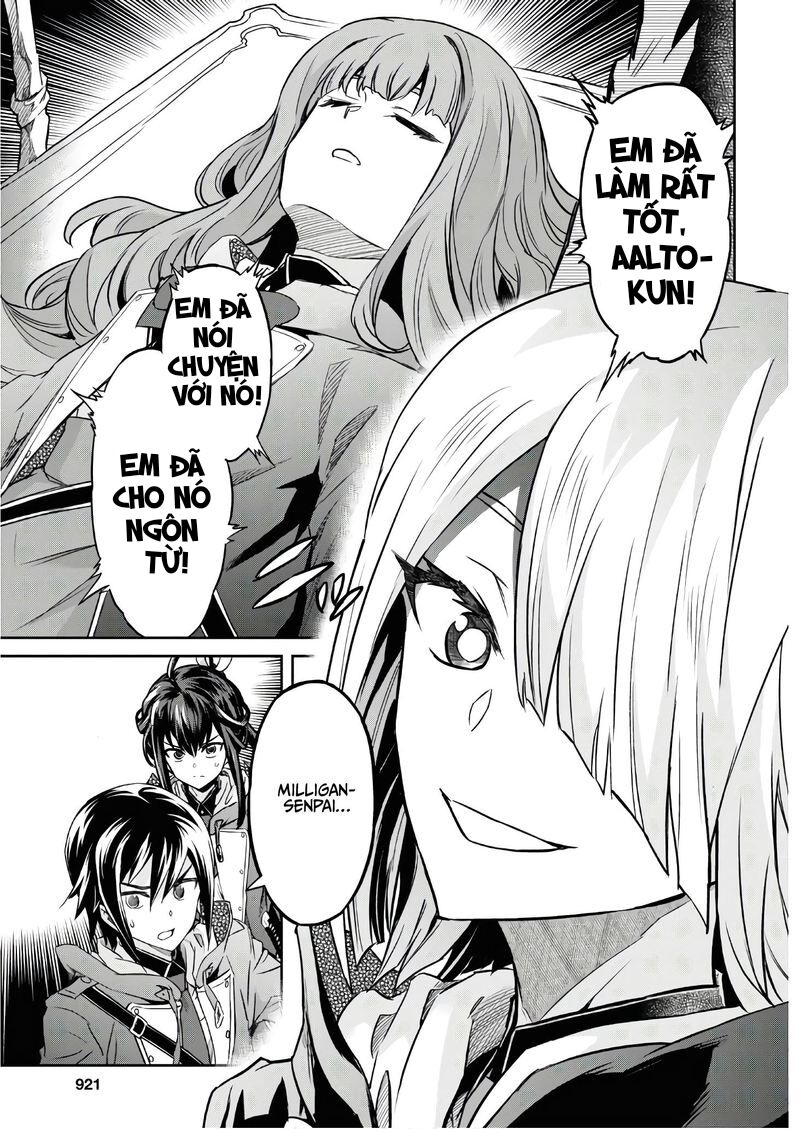 EM ĐÃ
LÀM RẤT
TỐT,
AALTO-
KUN!
EM ĐÃ
NÓI
CHUYỆN
VỚI NÓ!
EM ĐÃ
CHO NÓ
NGÔN
TỪ!
MILLIGAN-
SENPAI...
921